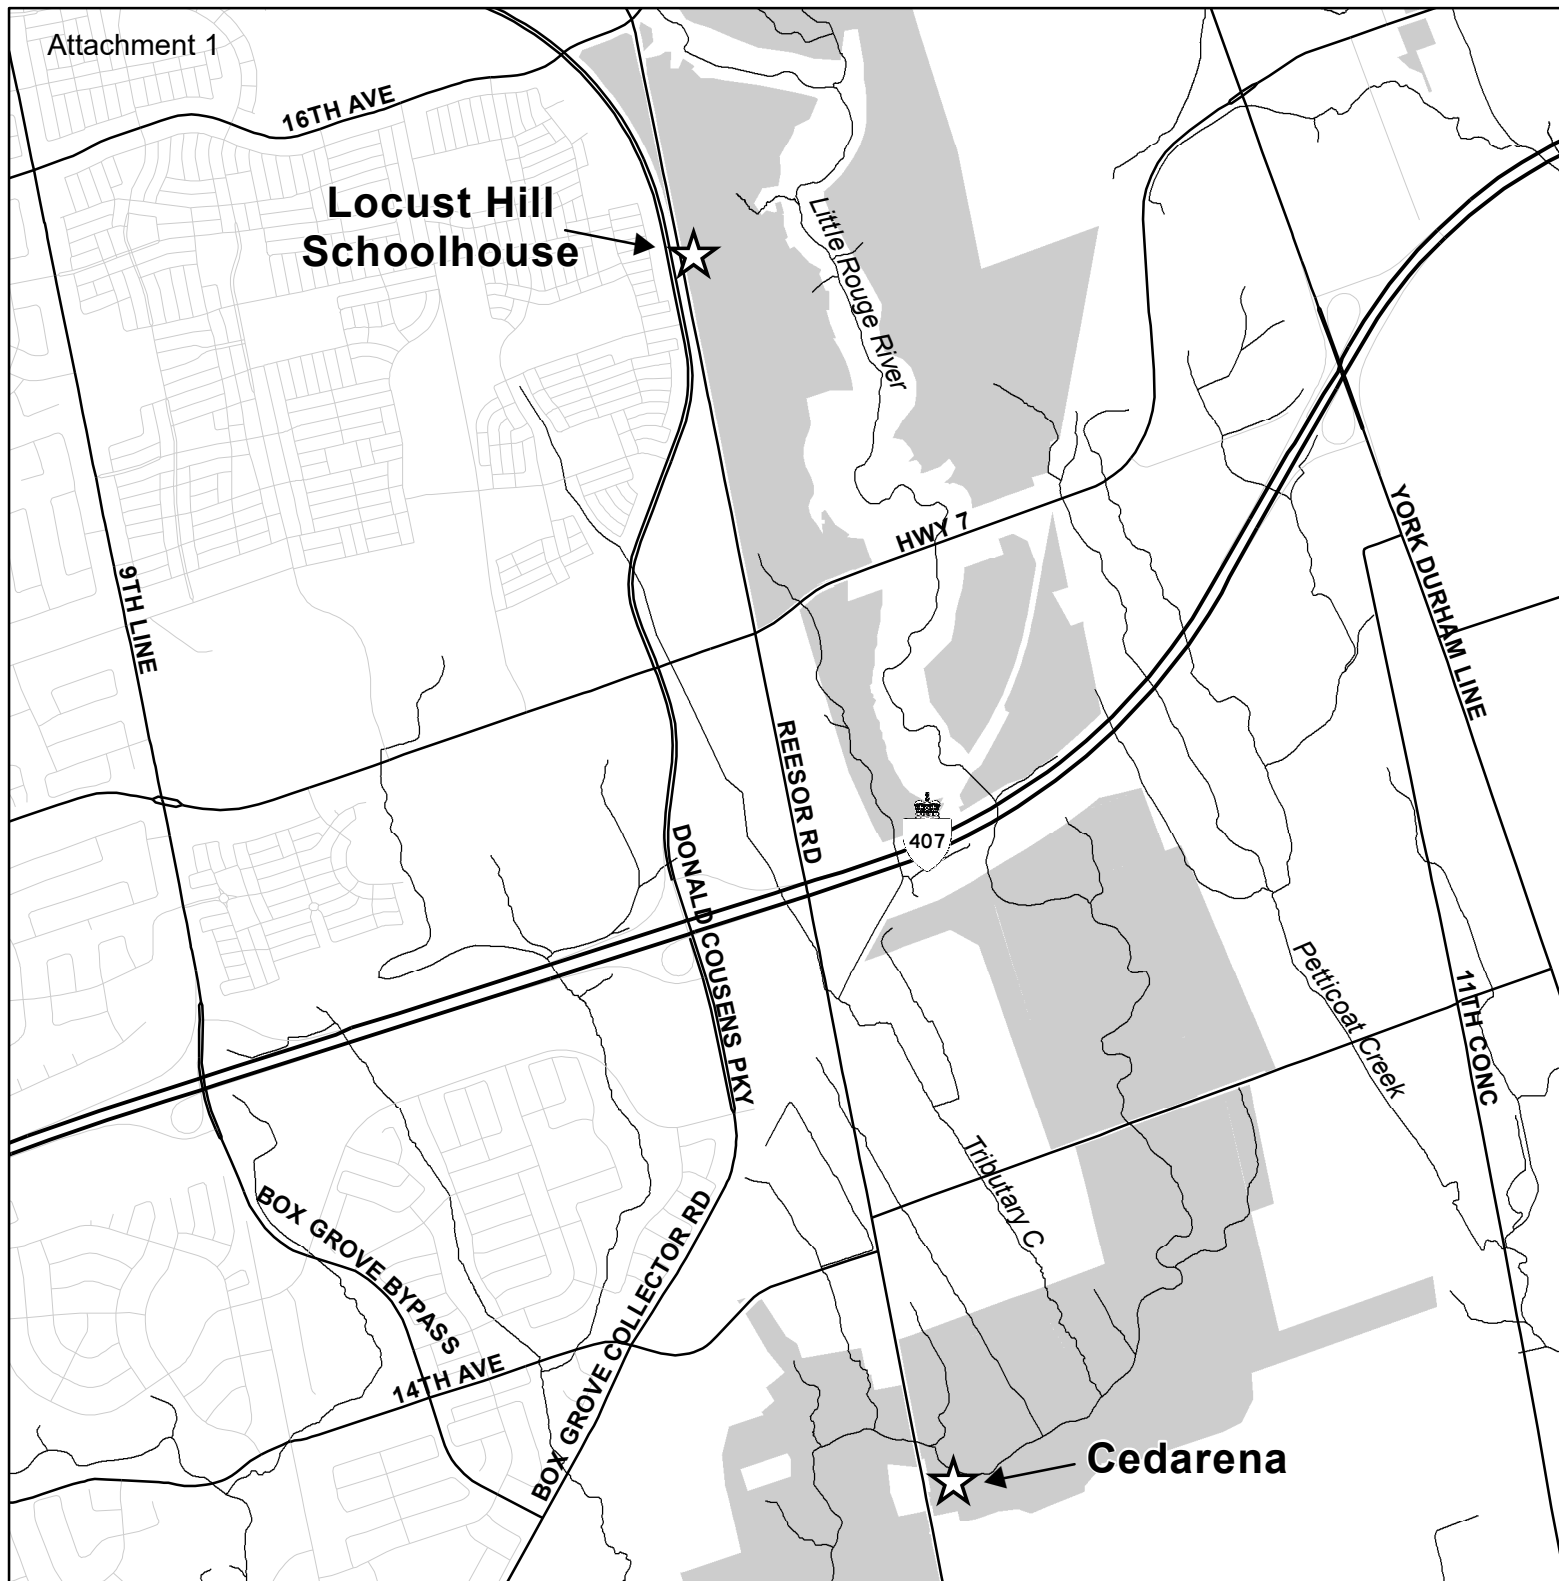 Attachment 1
16TH AVE
Locust Hill
Schoolhouse
Little Rouge River
HWY 7
YORK DURHAM LINE
9TH LINE
REESOR RD
407
DONALD COUSENS PKY
Petticoat Creek
11TH CONC
Tributary C
BOX GROVE BYPASS
BOX GROVE COLLECTOR RD
14TH AVE
Cedarena